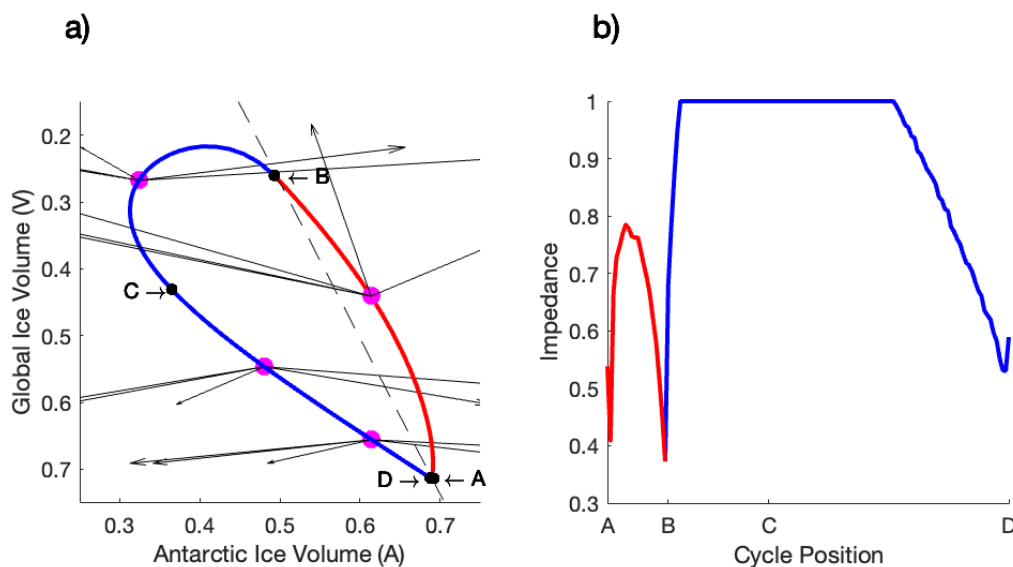 a)
0.2
0.3
0.4
0.5
0.6
0.7
Global Ice Volume (V)
← B
C →
D → ← A
0.3 0.4 0.5 0.6 0.7
Antarctic Ice Volume (A)
b)
1
0.9
0.8
0.7
0.6
0.5
0.4
0.3
Impedance
A B C D
Cycle Position